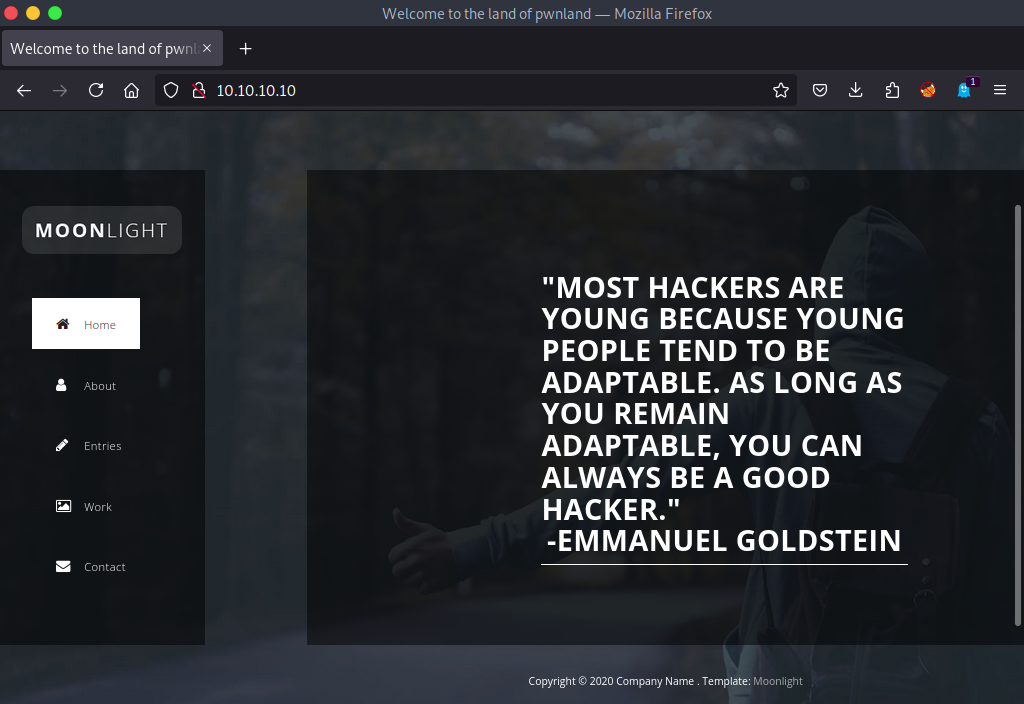 Welcome to the land of pwnland — Mozilla Firefox
Welcome to the land of pwnl
10.10.10.10
1
MOONLIGHT
Home
About
Entries
Work
Contact
"MOST HACKERS ARE
YOUNG BECAUSE YOUNG
PEOPLE TEND TO BE
ADAPTABLE. AS LONG AS
YOU REMAIN
ADAPTABLE, YOU CAN
ALWAYS BE A GOOD
HACKER."
-EMMANUEL GOLDSTEIN
Copyright © 2020 Company Name . Template: Moonlight